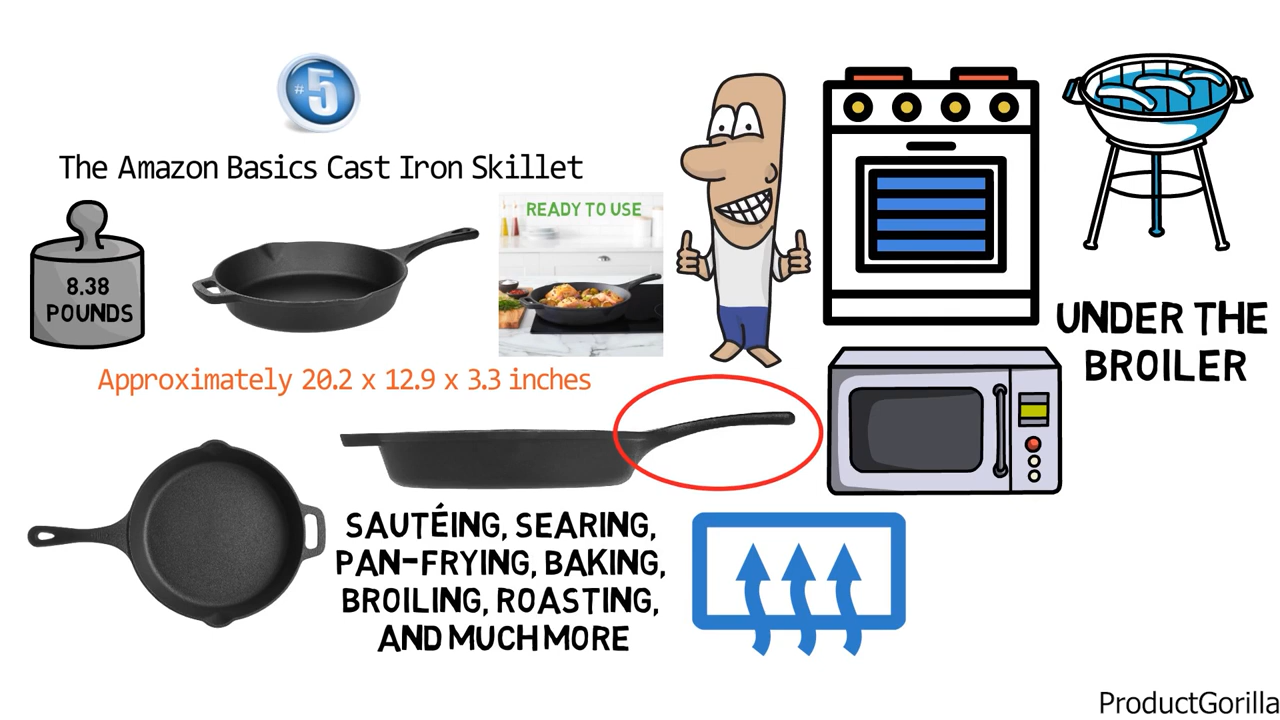 #5
The Amazon Basics Cast Iron Skillet
READY TO USE
8.38
POUNDS
Approximately 20.2 x 12.9 x 3.3 inches
UNDER THE
BROILER
SAUTÉING, SEARING,
PAN-FRYING, BAKING,
BROILING, ROASTING,
AND MUCH MORE
ProductGorilla